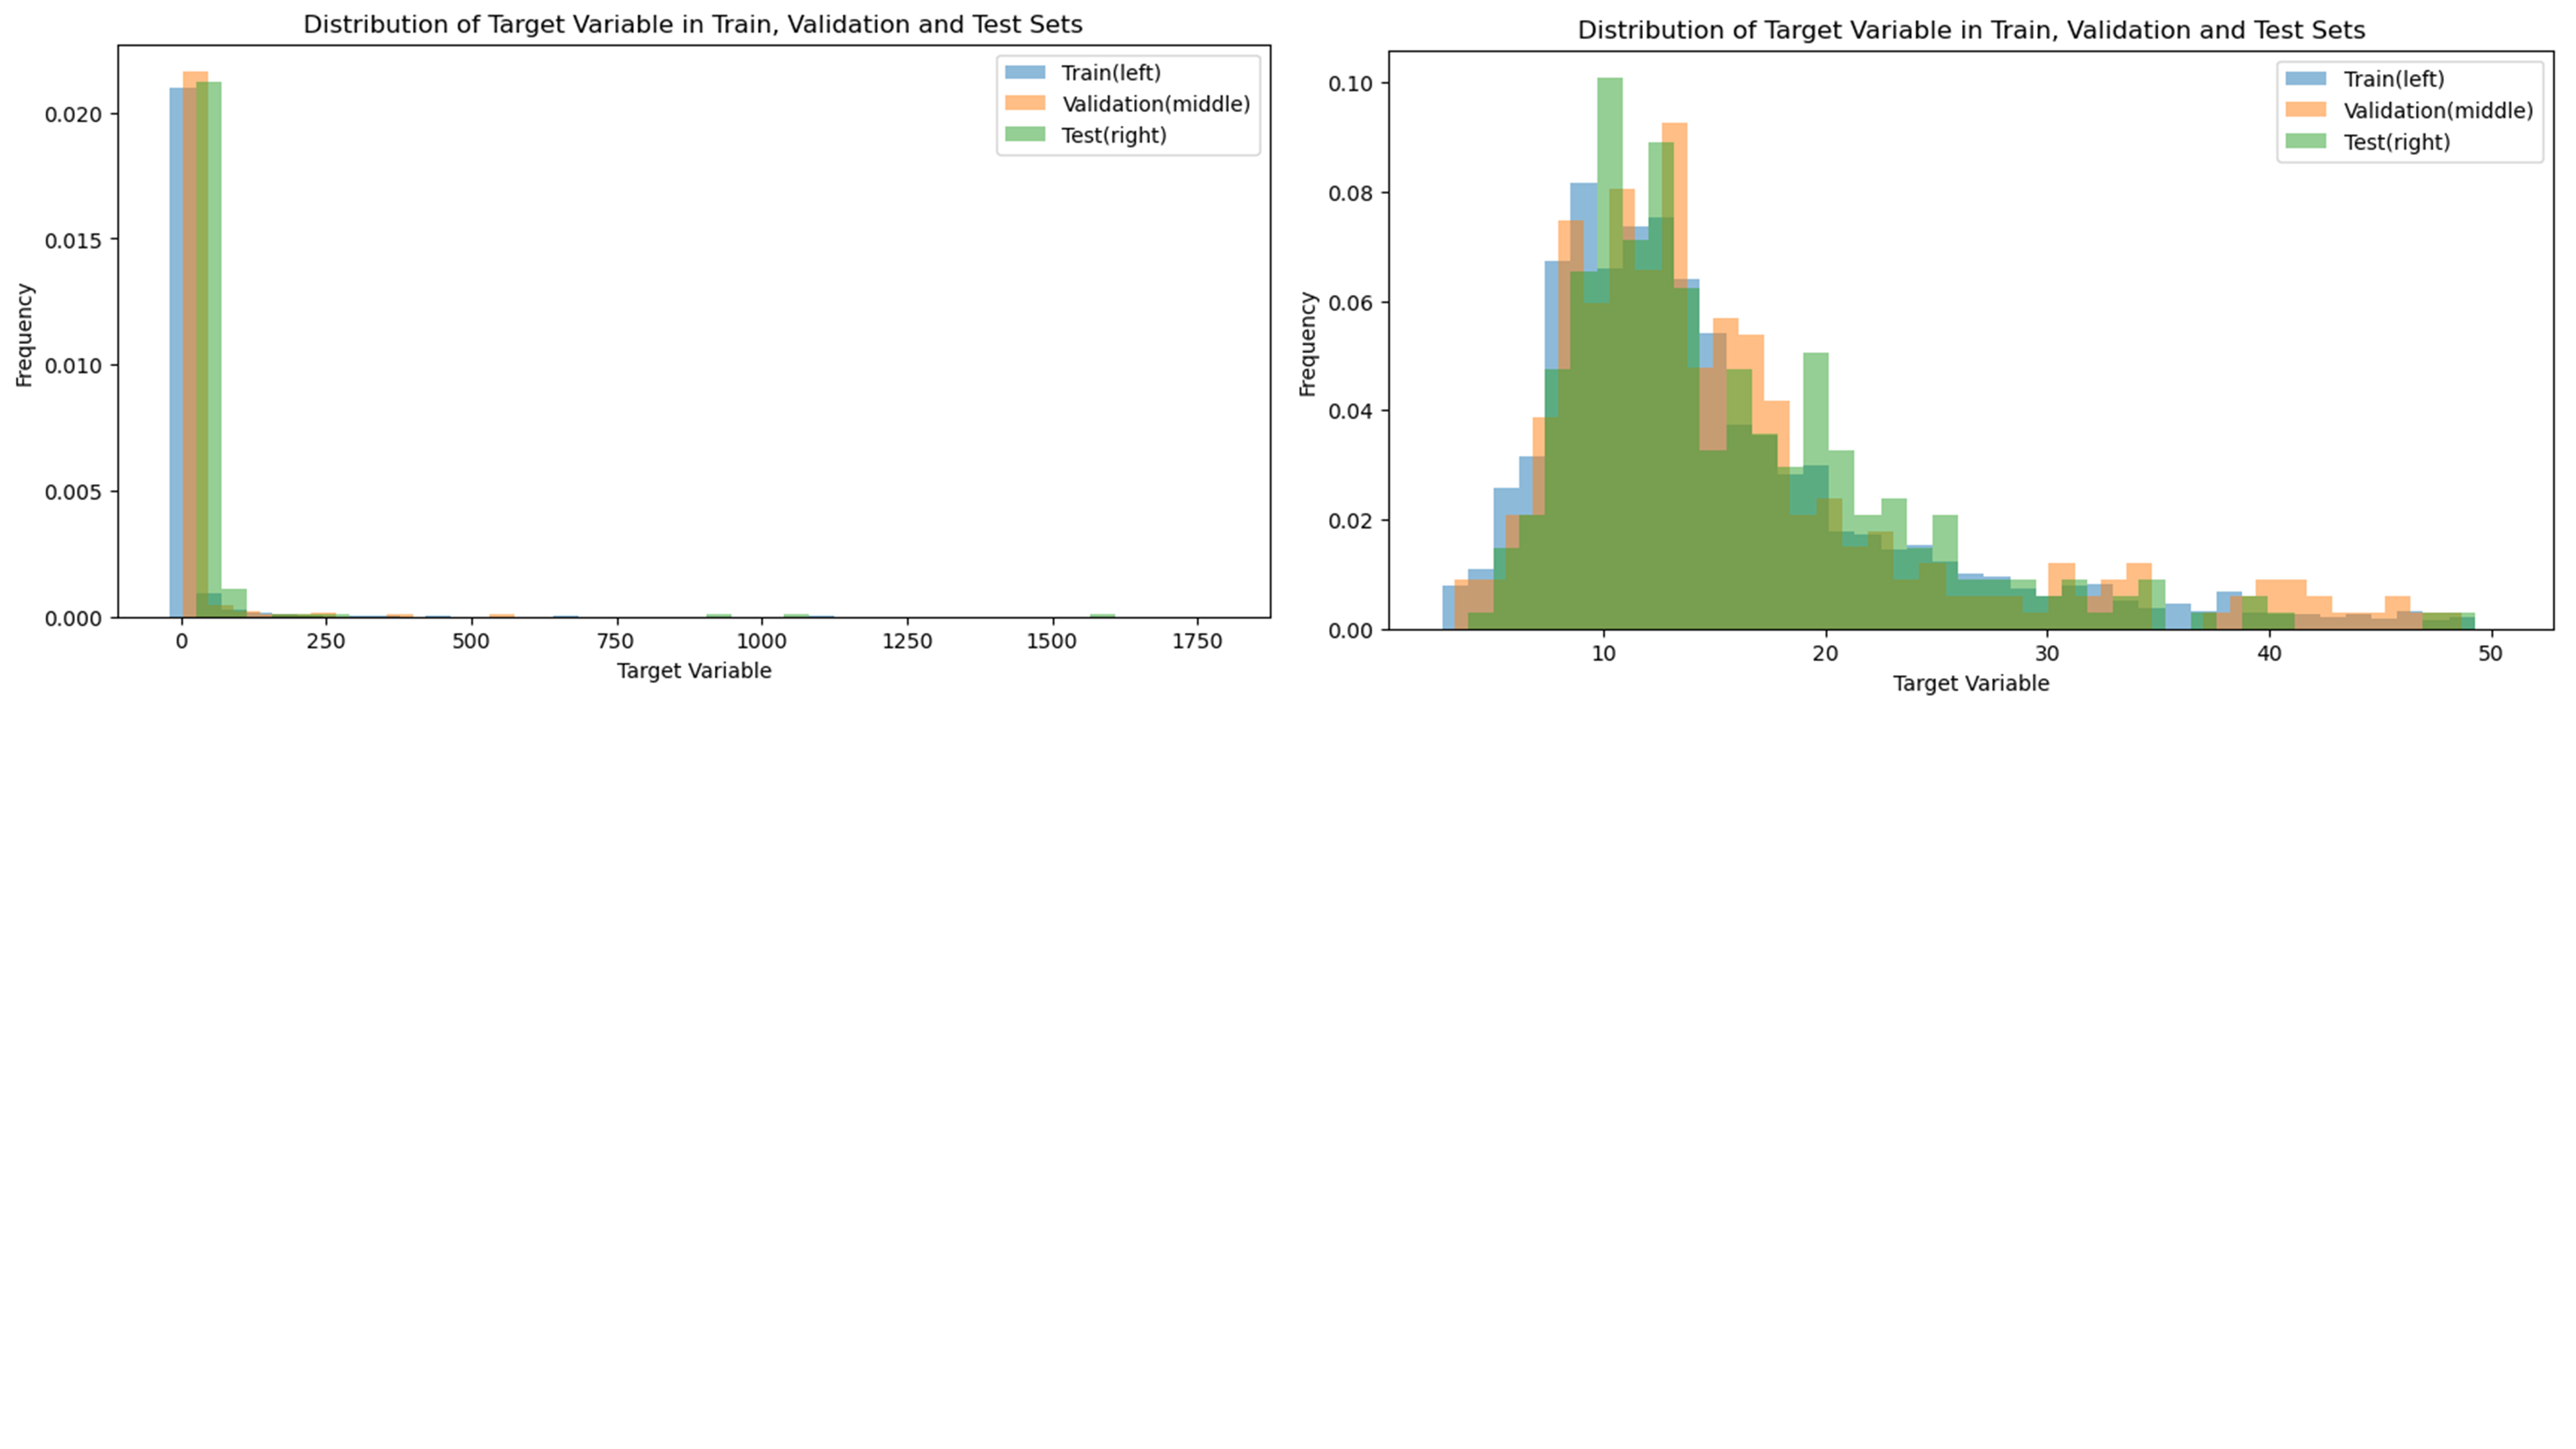 Distribution of Target Variable in Train, Validation and Test Sets
Train(left)
Validation(middle)
Test(right)
Frequency
0.020
0.015
0.010
0.005
0.000
0 250 500 750 1000 1250 1500 1750
Target Variable
Distribution of Target Variable in Train, Validation and Test Sets
Train(left)
Validation(middle)
Test(right)
Frequency
0.10
0.08
0.06
0.04
0.02
0.00
10 20 30 40 50
Target Variable